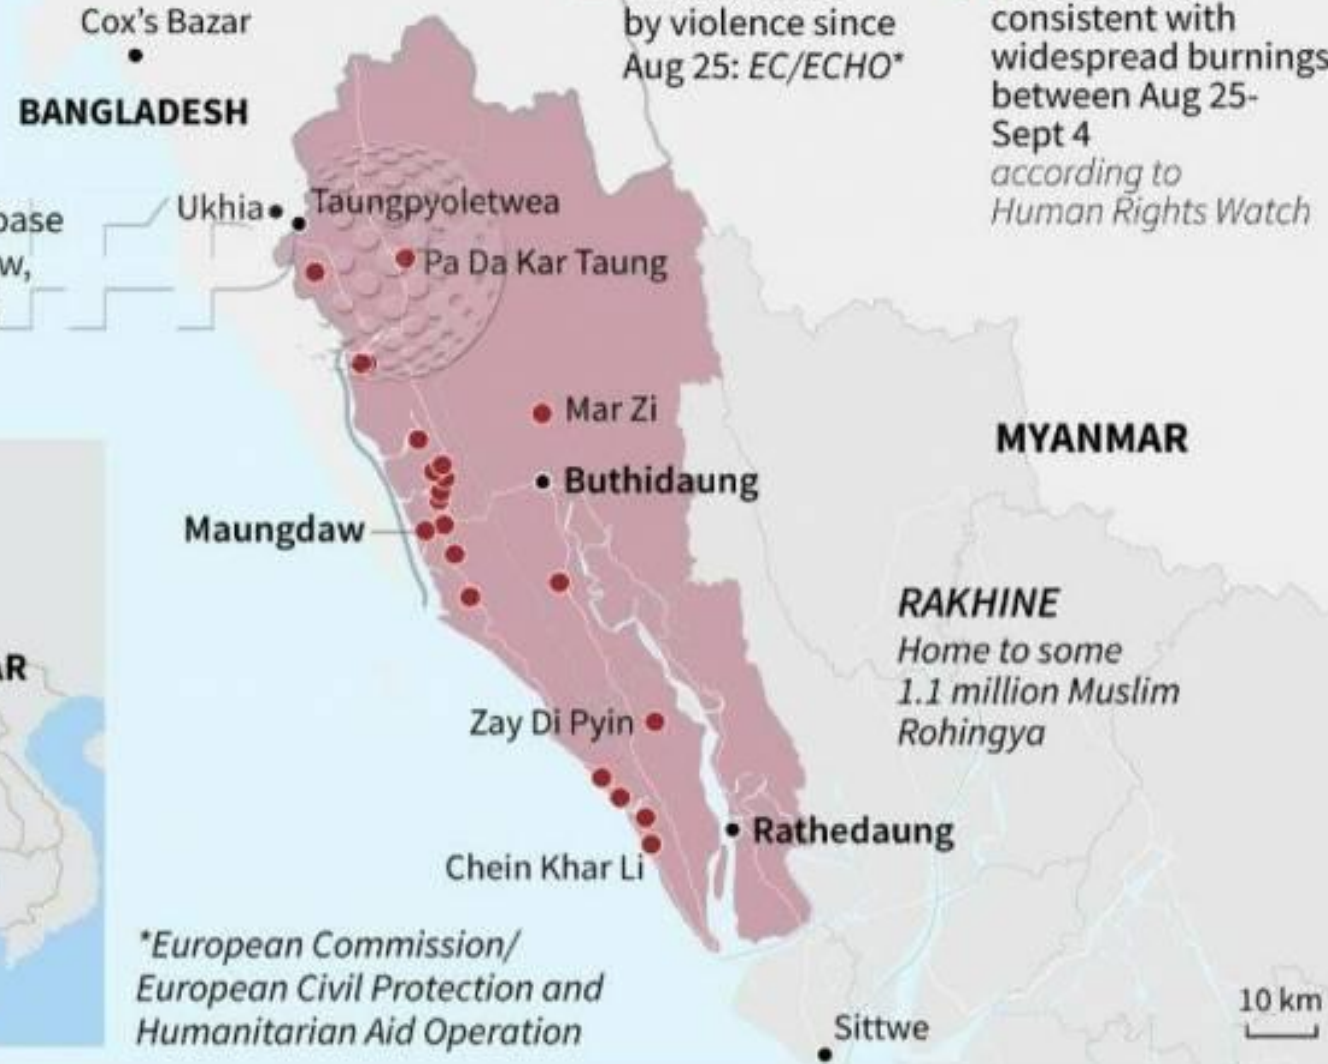 Cox's Bazar
BANGLADESH
by violence since
Aug 25: EC/ECHO*
consistent with
widespread burnings
between Aug 25-
Sept 4
according to
Human Rights Watch
Ukhia
Taungpyoletwea
Pa Da Kar Taung
Mar Zi
Buthidaung
Maungdaw
MYANMAR
RAKHINE
Home to some
1.1 million Muslim
Rohingya
Zay Di Pyin
Rathedaung
Chein Khar Li
*European Commission/
European Civil Protection and
Humanitarian Aid Operation
Sittwe
10 km